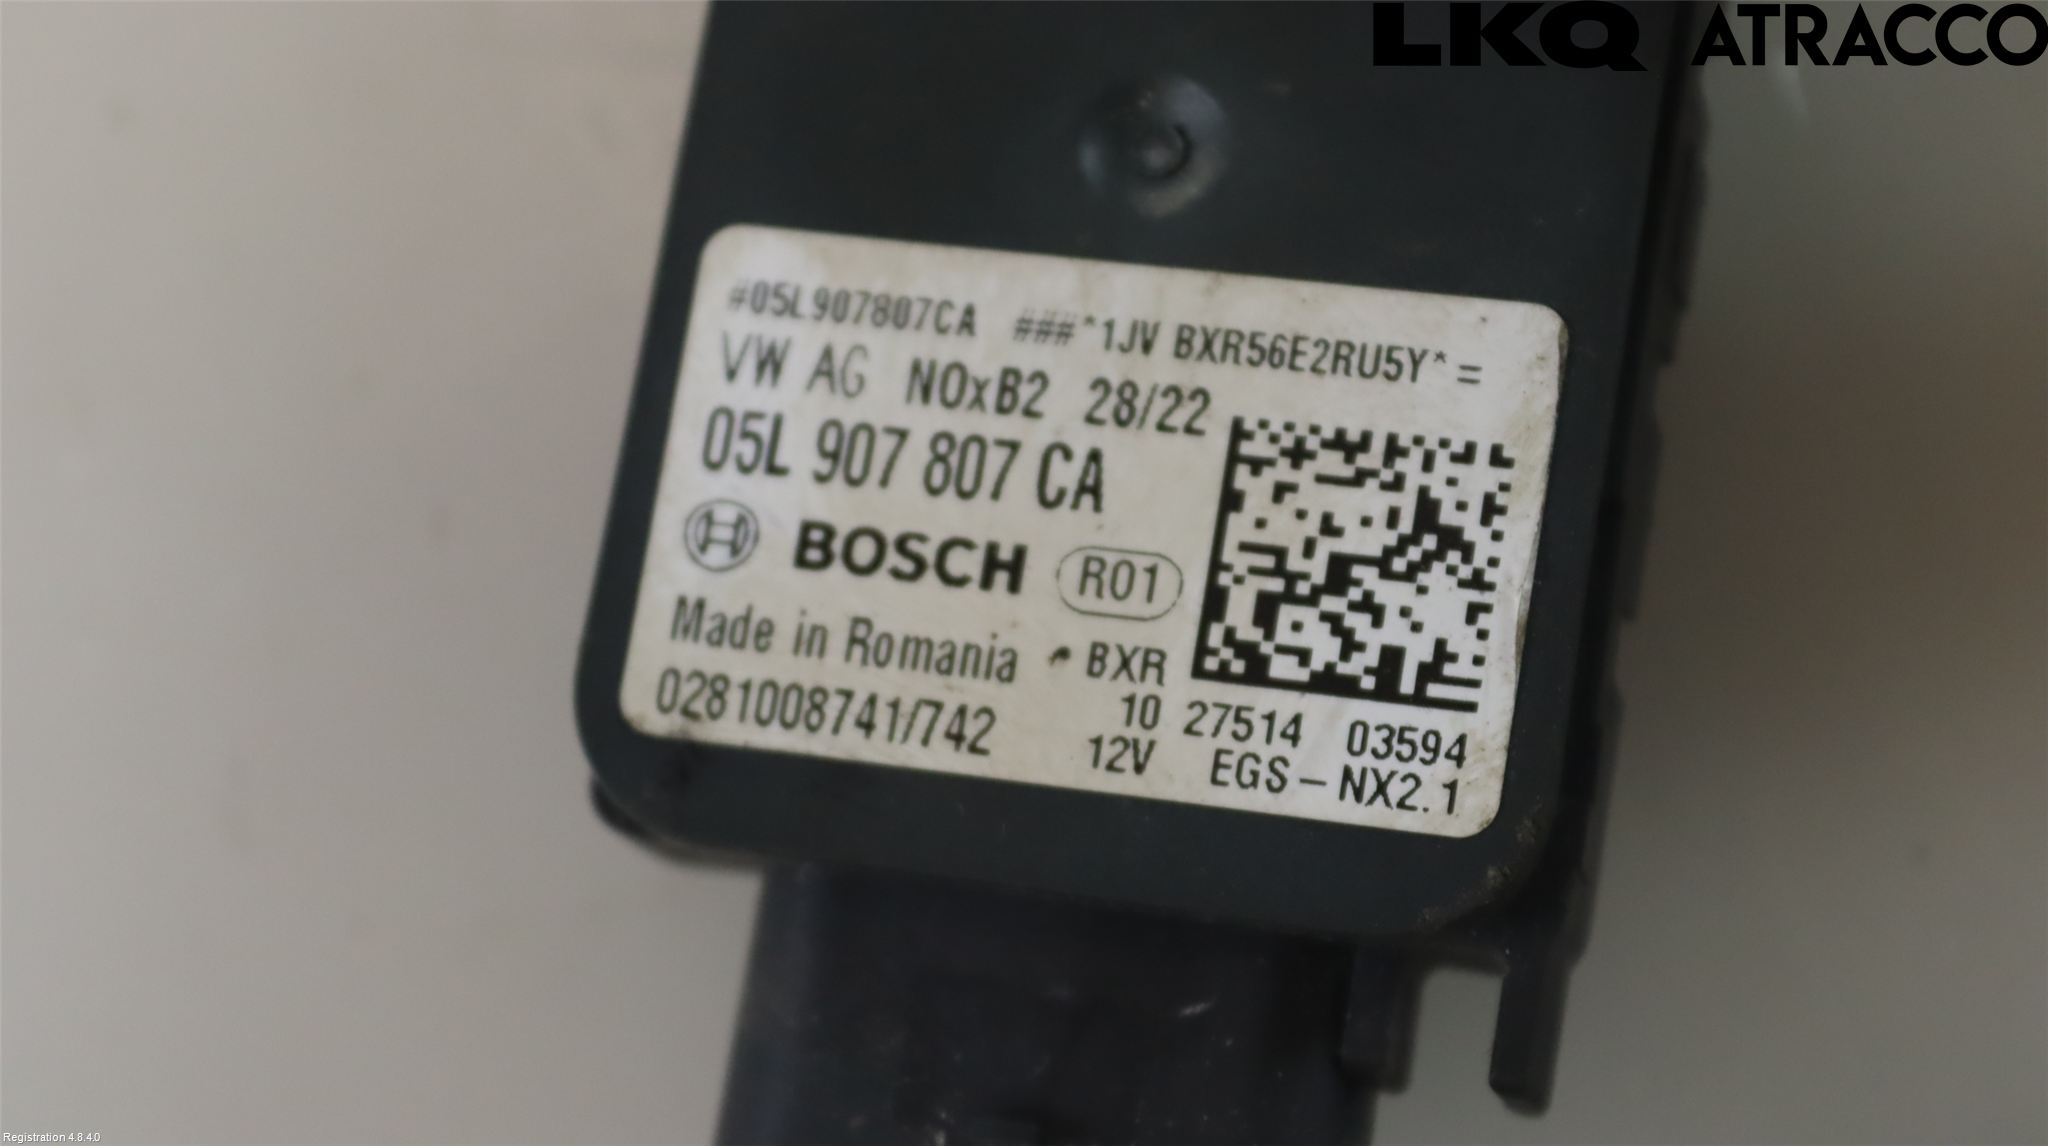 LKQ ATRACCO
#05L907807CA ###*1JV BXR56E2RU5Y*=
VW AG NOxB2 28/22
05L 907 807 CA
BOSCH R01
Made in Romania BXR
0281008741/742 10 27514 03594
12V EGS-NX2.1
Registration 4.8.4.0